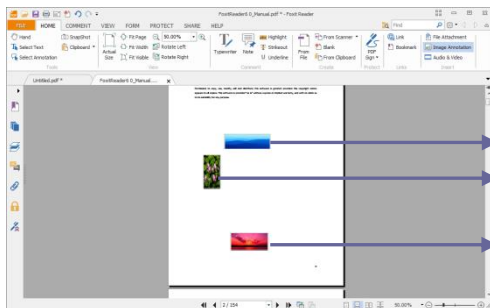 FoxitReader6.0_Manual.pdf * - Foxit Reader
FILE HOME COMMENT VIEW FORM PROTECT SHARE HELP
Find
Hand
Select Text
Select Annotation
SnapShot
Clipboard
Tools
Actual Size
Fit Page
Fit Width
Fit Visible
50.00%
Rotate Left
Rotate Right
View
Typewriter
Note
Highlight
Strikeout
Underline
Comment
From File
From Scanner
Blank
From Clipboard
Create
PDF Sign
Protect
Link
Bookmark
Links
File Attachment
Image Annotation
Audio & Video
Insert
Untitled.pdf *
FoxitReader6.0_Manual....
2 / 154
50.00%